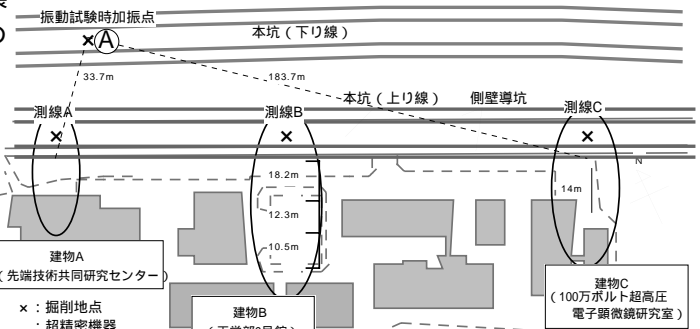 の
振動試験時加振点
Ⓐ
本坑（下り線）
33.7m
183.7m
測線A
測線B
本坑（上り線）
側壁導坑
測線C
18.2m
12.3m
10.5m
14m
N
建物A
（先端技術共同研究センター）
×：掘削地点
：超精密機器
建物B
建物C
（100万ボルト超高圧
電子顕微鏡研究室）